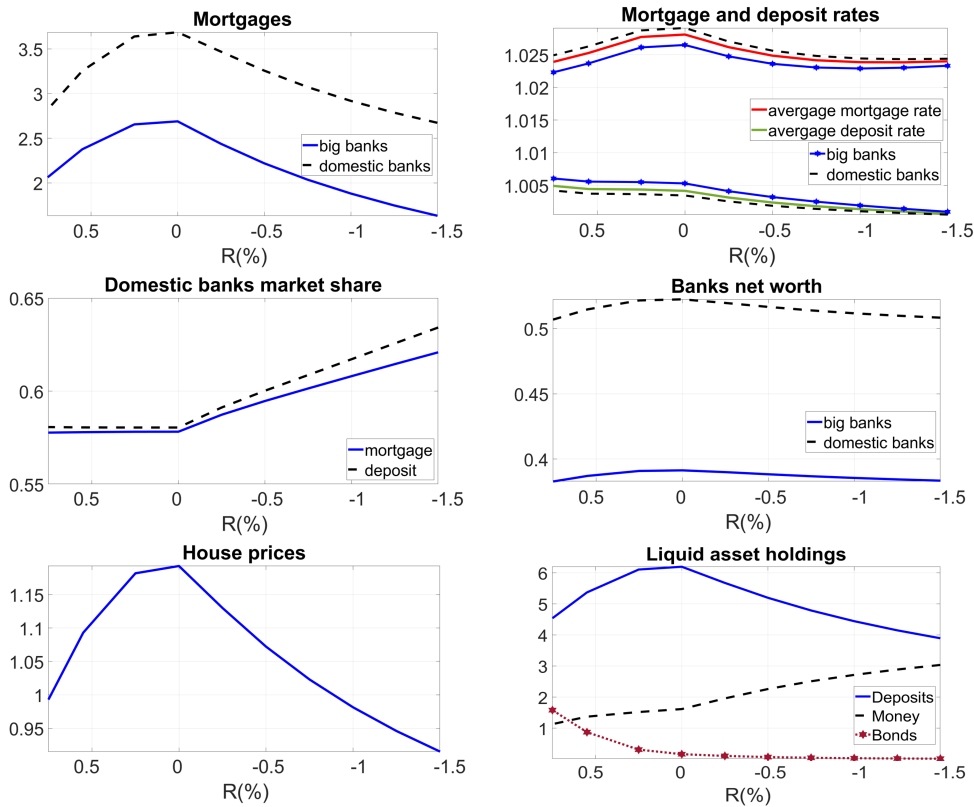 Mortgages
3.5
3
2.5
2
big banks
domestic banks
0.5 0 -0.5 -1 -1.5
R(%)
Mortgage and deposit rates
1.025
1.02
1.015
1.01
1.005
avergage mortgage rate
avergage deposit rate
big banks
domestic banks
0.5 0 -0.5 -1 -1.5
R(%)
Domestic banks market share
0.65
0.6
0.55
mortgage
deposit
0.5 0 -0.5 -1 -1.5
R(%)
Banks net worth
0.5
0.45
0.4
big banks
domestic banks
0.5 0 -0.5 -1 -1.5
R(%)
House prices
1.15
1.1
1.05
1
0.95
0.5 0 -0.5 -1 -1.5
R(%)
Liquid asset holdings
6
5
4
3
2
1
Deposits
Money
Bonds
0.5 0 -0.5 -1 -1.5
R(%)